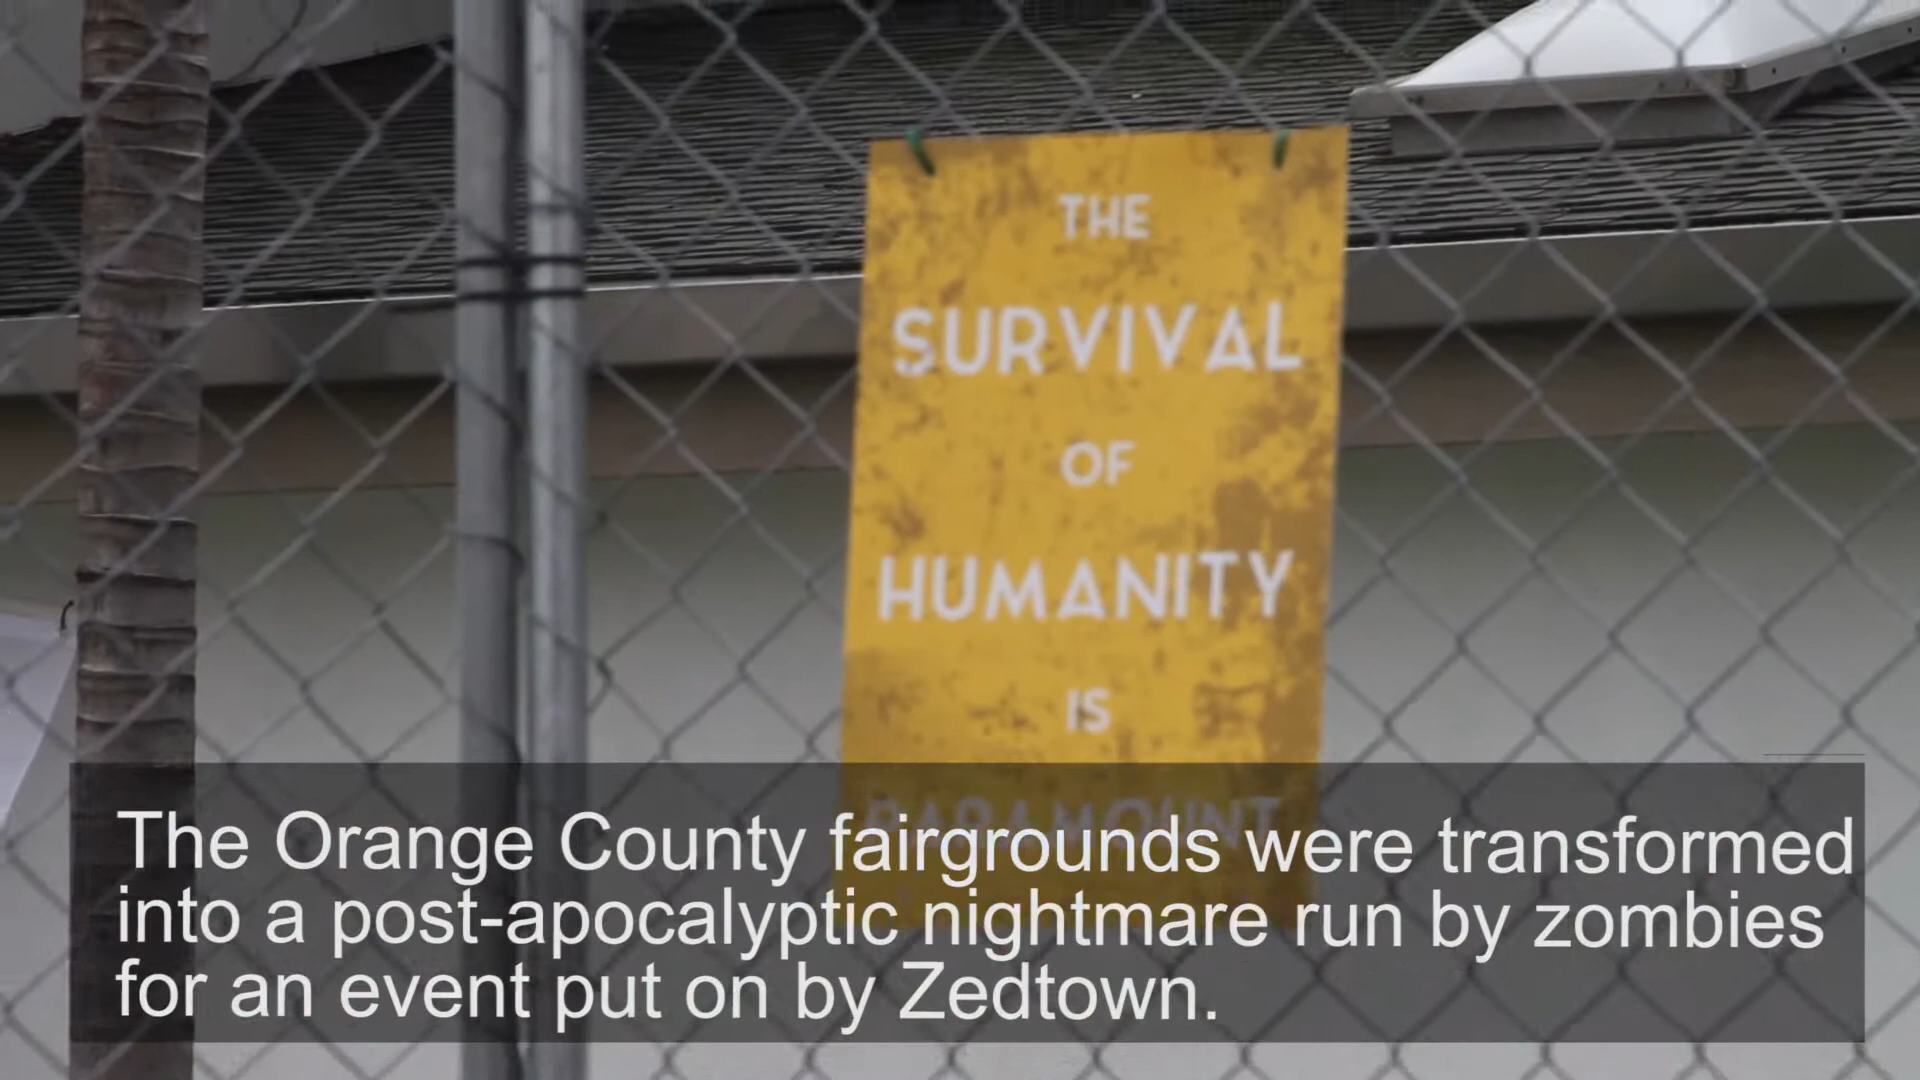 THE
SURVIVAL
OF
HUMANITY
IS
PARAMOUNT
The Orange County fairgrounds were transformed
into a post-apocalyptic nightmare run by zombies
for an event put on by Zedtown.